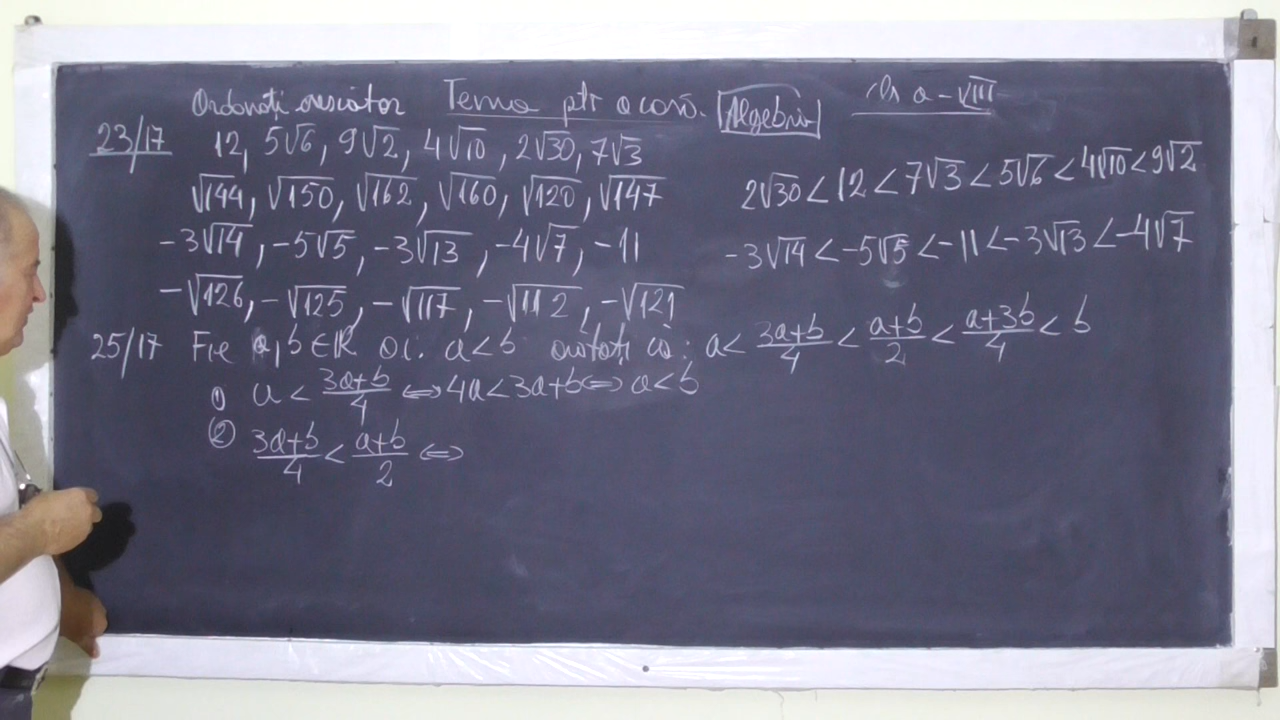 Ordonați crescător Tema ptr acasă. Algebră cls a-VIII
23/17 12, 5√6, 9√2, 4√10, 2√30, 7√3
√144, √150, √162, √160, √120, √147
2√30 < 12 < 7√3 < 5√6 < 4√10 < 9√2
-3√14, -5√5, -3√13, -4√7, -11
-3√14 < -5√5 < -11 < -3√13 < -4√7
-√126, -√125, -√117, -√112, -√121
25/17 Fie a, b ∈ ℝ a.î. a < b arătați că: a < (3a+b)/4 < (a+b)/2 < (a+3b)/4 < b
① a < (3a+b)/4 ⇔ 4a < 3a+b ⇔ a < b
② (3a+b)/4 < (a+b)/2 ⇔